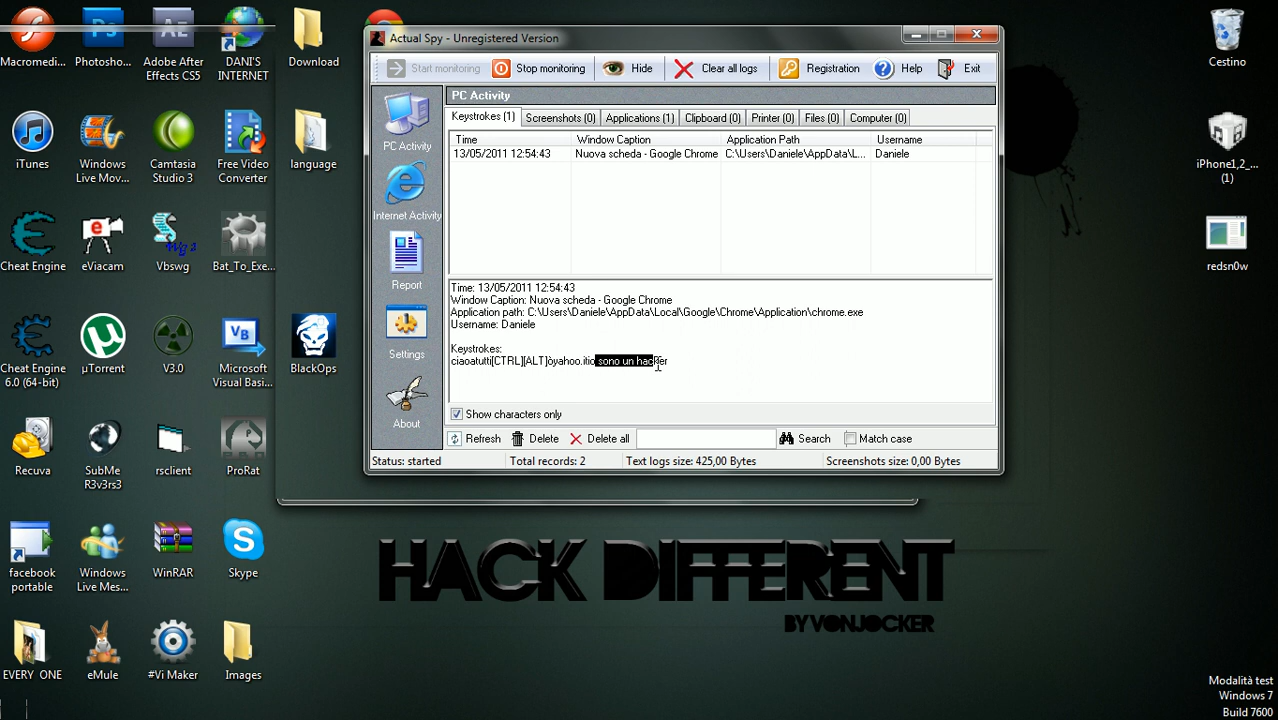 Macromedi...
Photosho...
Adobe After
Effects CS5
DANI'S
INTERNET
Download
iTunes
Windows
Live Mov...
Camtasia
Studio 3
Free Video
Converter
language
Cheat Engine
eViacam
Vbswg
Bat_To_Exe...
Cheat Engine
6.0 (64-bit)
µTorrent
V3.0
Microsoft
Visual Basi...
BlackOps
Recuva
SubMe
R3v3rs3
rsclient
ProRat
facebook
portable
Windows
Live Mes...
WinRAR
Skype
EVERY ONE
eMule
#Vi Maker
Images
Actual Spy - Unregistered Version
Start monitoring
Stop monitoring
Hide
Clear all logs
Registration
Help
Exit
PC Activity
Internet Activity
Report
Settings
About
PC Activity
Keystrokes (1)
Screenshots (0)
Applications (1)
Clipboard (0)
Printer (0)
Files (0)
Computer (0)
Time Window Caption Application Path Username
13/05/2011 12:54:43 Nuova scheda - Google Chrome C:\Users\Daniele\AppData\L... Daniele
Time: 13/05/2011 12:54:43
Window Caption: Nuova scheda - Google Chrome
Application path: C:\Users\Daniele\AppData\Local\Google\Chrome\Application\chrome.exe
Username: Daniele
Keystrokes:
ciaoatutti[CTRL][ALT]òyahoo.itio sono un hacker
Show characters only
Refresh
Delete
Delete all
Search
Match case
Status: started
Total records: 2
Text logs size: 425,00 Bytes
Screenshots size: 0,00 Bytes
HACK DIFFERENT
BY VONJOCKER
Cestino
iPhone1,2_...
(1)
redsn0w
Modalità test
Windows 7
Build 7600